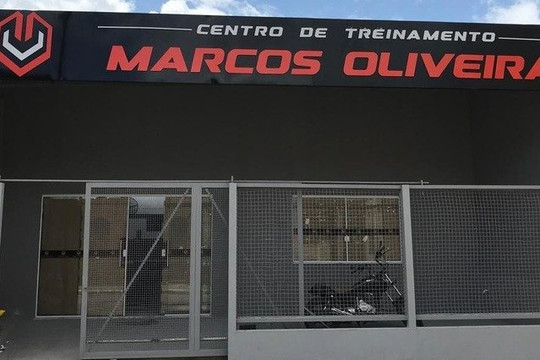 CENTRO DE TREINAMENTO
MARCOS OLIVEIRA